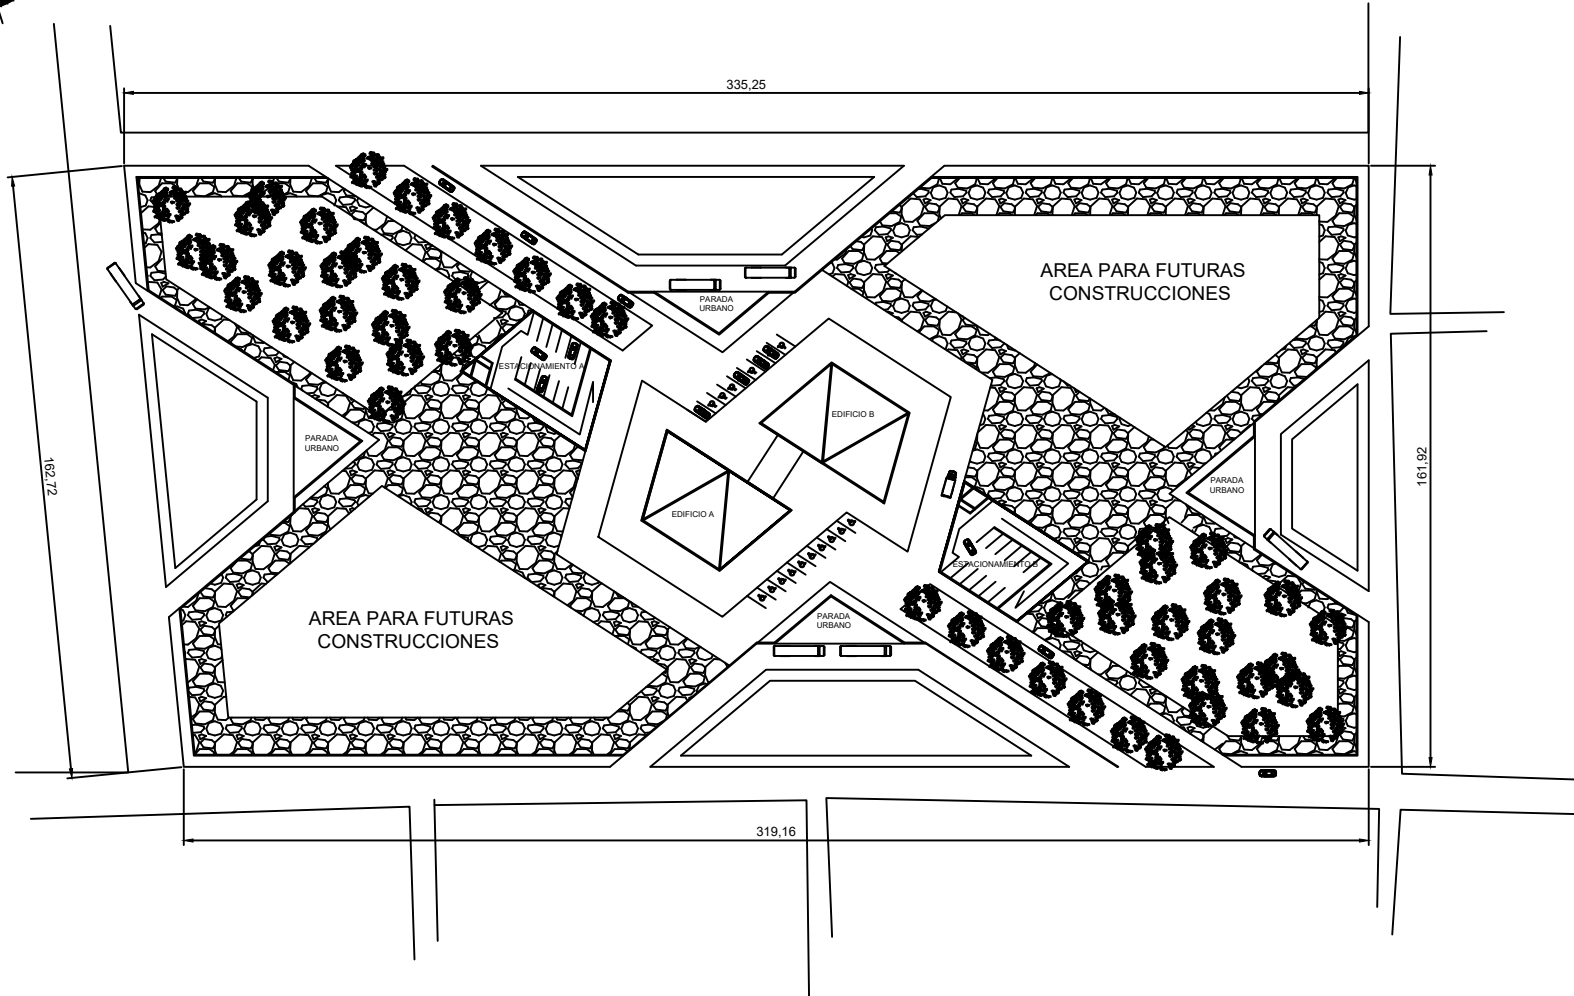 335,25
AREA PARA FUTURAS
CONSTRUCCIONES
PARADA
URBANO
ESTACIONAMIENTO A
EDIFICIO B
PARADA
URBANO
162,72
161,92
PARADA
URBANO
EDIFICIO A
ESTACIONAMIENTO B
AREA PARA FUTURAS
CONSTRUCCIONES
PARADA
URBANO
319,16